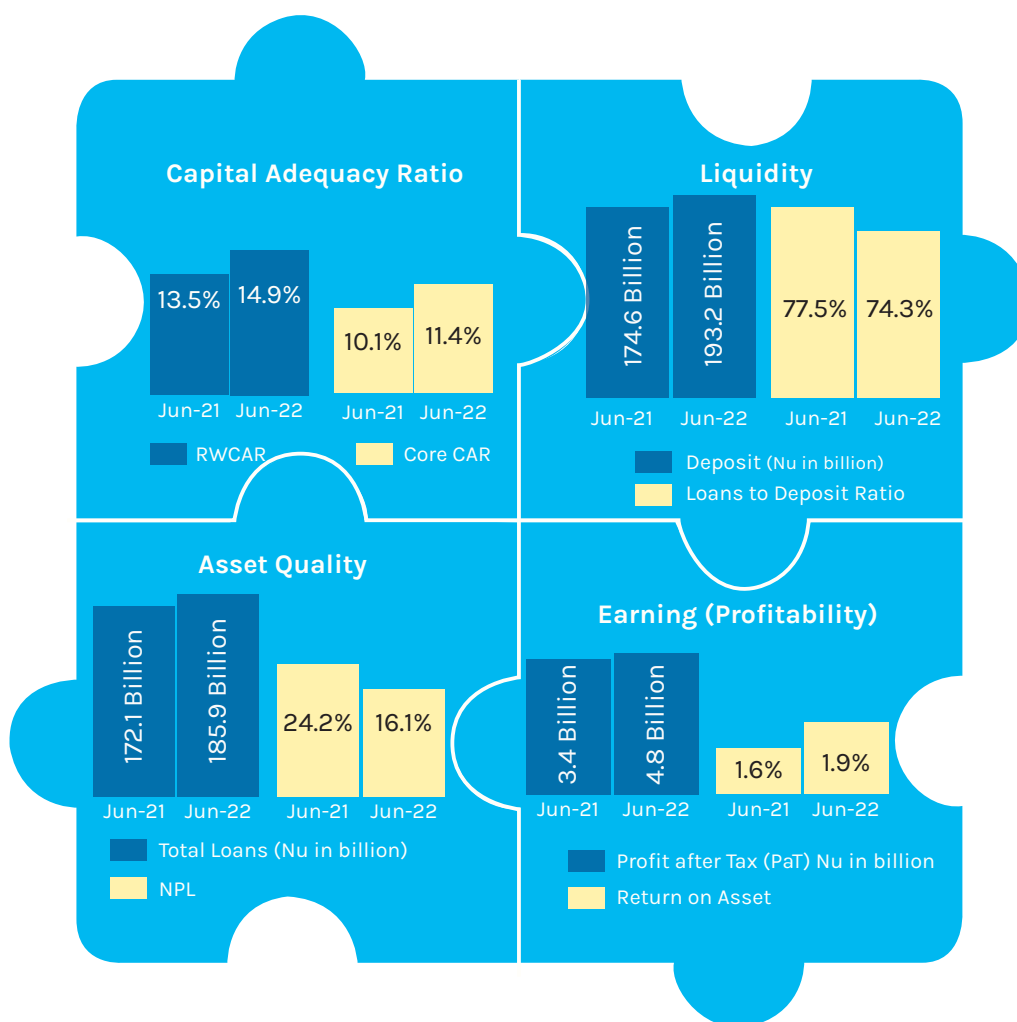 Capital Adequacy Ratio
13.5%
14.9%
10.1%
11.4%
Jun-21
Jun-22
Jun-21
Jun-22
RWCAR
Core CAR
Liquidity
174.6 Billion
193.2 Billion
77.5%
74.3%
Jun-21
Jun-22
Jun-21
Jun-22
Deposit (Nu in billion)
Loans to Deposit Ratio
Asset Quality
172.1 Billion
185.9 Billion
24.2%
16.1%
Jun-21
Jun-22
Jun-21
Jun-22
Total Loans (Nu in billion)
NPL
Earning (Profitability)
3.4 Billion
4.8 Billion
1.6%
1.9%
Jun-21
Jun-22
Jun-21
Jun-22
Profit after Tax (PaT) Nu in billion
Return on Asset